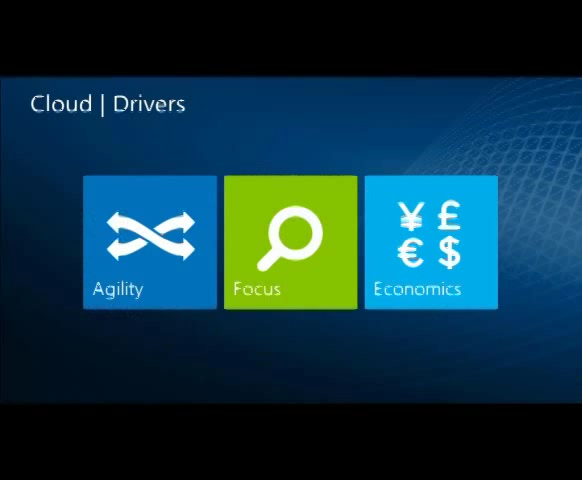 Cloud | Drivers
¥ £
€ $
Agility
Focus
Economics